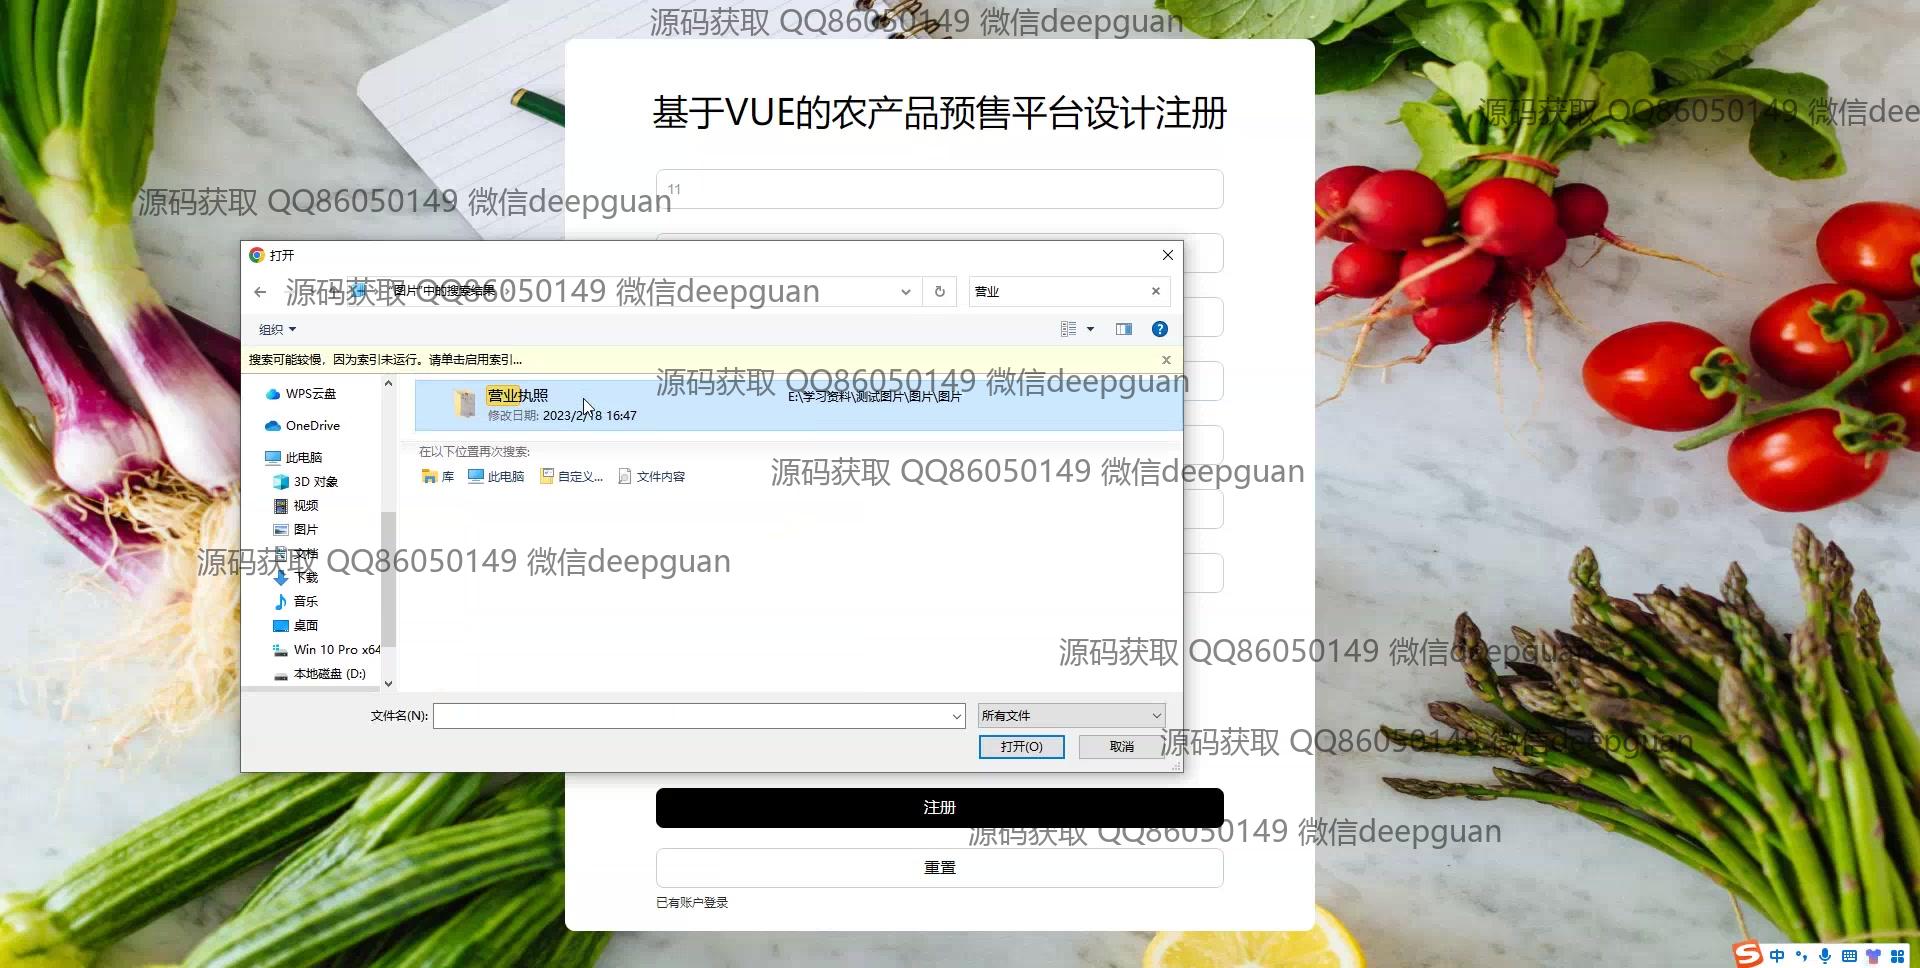 源码获取 QQ86050149 微信deepguan
基于VUE的农产品预售平台设计注册
源码获取 QQ86050149 微信dee
11
源码获取 QQ86050149 微信deepguan
打开
"图片"中的搜索结果
营业
源码获取 QQ86050149 微信deepguan
组织
搜索可能较慢，因为索引未运行。请单击启用索引...
源码获取 QQ86050149 微信deepguan
WPS云盘
OneDrive
此电脑
3D 对象
视频
图片
文档
下载
音乐
桌面
Win 10 Pro x64
本地磁盘 (D:)
营业执照
E:\学习资料\测试图片\图片\图片
修改日期: 2023/2/18 16:47
在以下位置再次搜索:
库 此电脑 自定义... 文件内容
源码获取 QQ86050149 微信deepguan
源码获取 QQ86050149 微信deepguan
源码获取 QQ86050149 微信deepguan
文件名(N):
所有文件
打开(O) 取消
源码获取 QQ86050149 微信deepguan
注册
源码获取 QQ86050149 微信deepguan
重置
已有账户登录
中